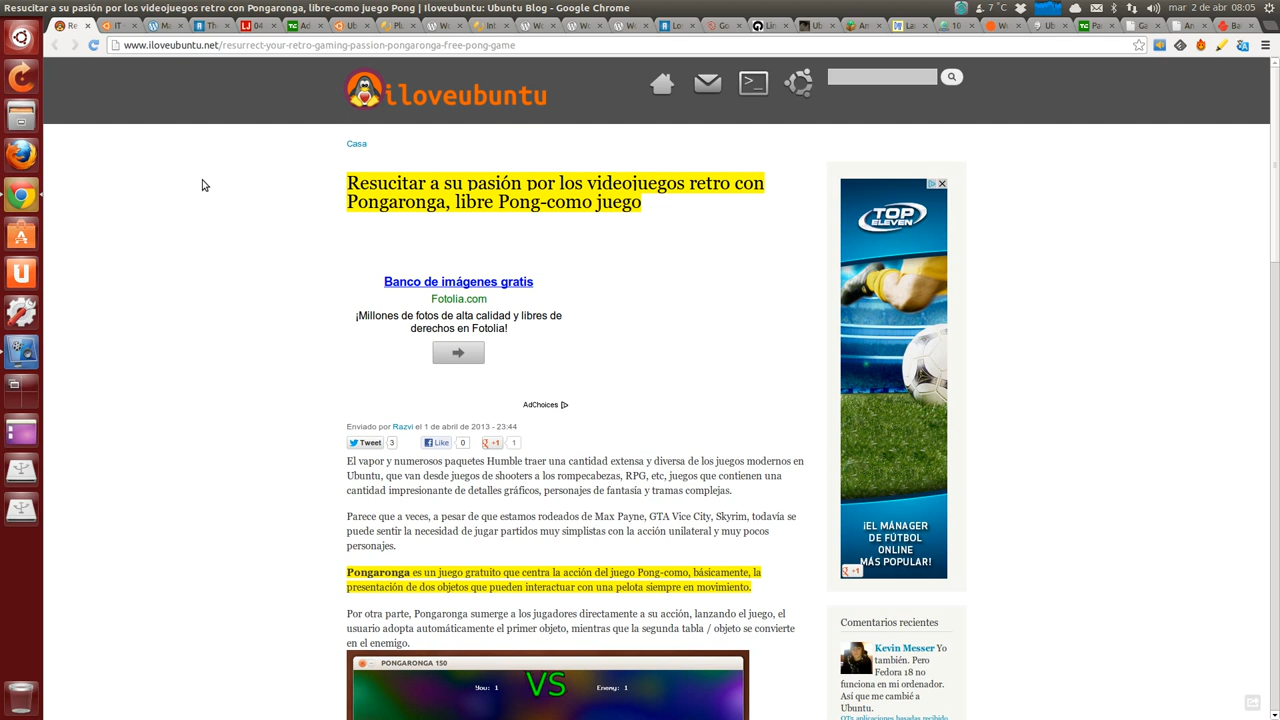 Resucitar a su pasión por los videojuegos retro con Pongaronga, libre-como juego Pong | Iloveubuntu: Ubuntu Blog - Google Chrome
7 °C
mar 2 de abr 08:05
www.iloveubuntu.net/resurrect-your-retro-gaming-passion-pongaronga-free-pong-game
iloveubuntu
Casa
Resucitar a su pasión por los videojuegos retro con
Pongaronga, libre Pong-como juego
Banco de imágenes gratis
Fotolia.com
¡Millones de fotos de alta calidad y libres de
derechos en Fotolia!
AdChoices
Enviado por Razvi el 1 de abril de 2013 - 23:44
Tweet 3 Like 0 +1 1
El vapor y numerosos paquetes Humble traer una cantidad extensa y diversa de los juegos modernos en
Ubuntu, que van desde juegos de shooters a los rompecabezas, RPG, etc, juegos que contienen una
cantidad impresionante de detalles gráficos, personajes de fantasía y tramas complejas.
Parece que a veces, a pesar de que estamos rodeados de Max Payne, GTA Vice City, Skyrim, todavía se
puede sentir la necesidad de jugar partidos muy simplistas con la acción unilateral y muy pocos
personajes.
Pongaronga es un juego gratuito que centra la acción del juego Pong-como, básicamente, la
presentación de dos objetos que pueden interactuar con una pelota siempre en movimiento.
Por otra parte, Pongaronga sumerge a los jugadores directamente a su acción, lanzando el juego, el
usuario adopta automáticamente el primer objeto, mientras que la segunda tabla / objeto se convierte
en el enemigo.
PONGARONGA 150
You: 1 VS Enemy: 1
TOP
ELEVEN
¡EL MÁNAGER
DE FÚTBOL
ONLINE
MÁS POPULAR!
+1
Comentarios recientes
Kevin Messer Yo
también. Pero
Fedora 18 no
funciona en mi ordenador.
Asi que me cambié a
Ubuntu.
OTs aplicaciones basadas recibido